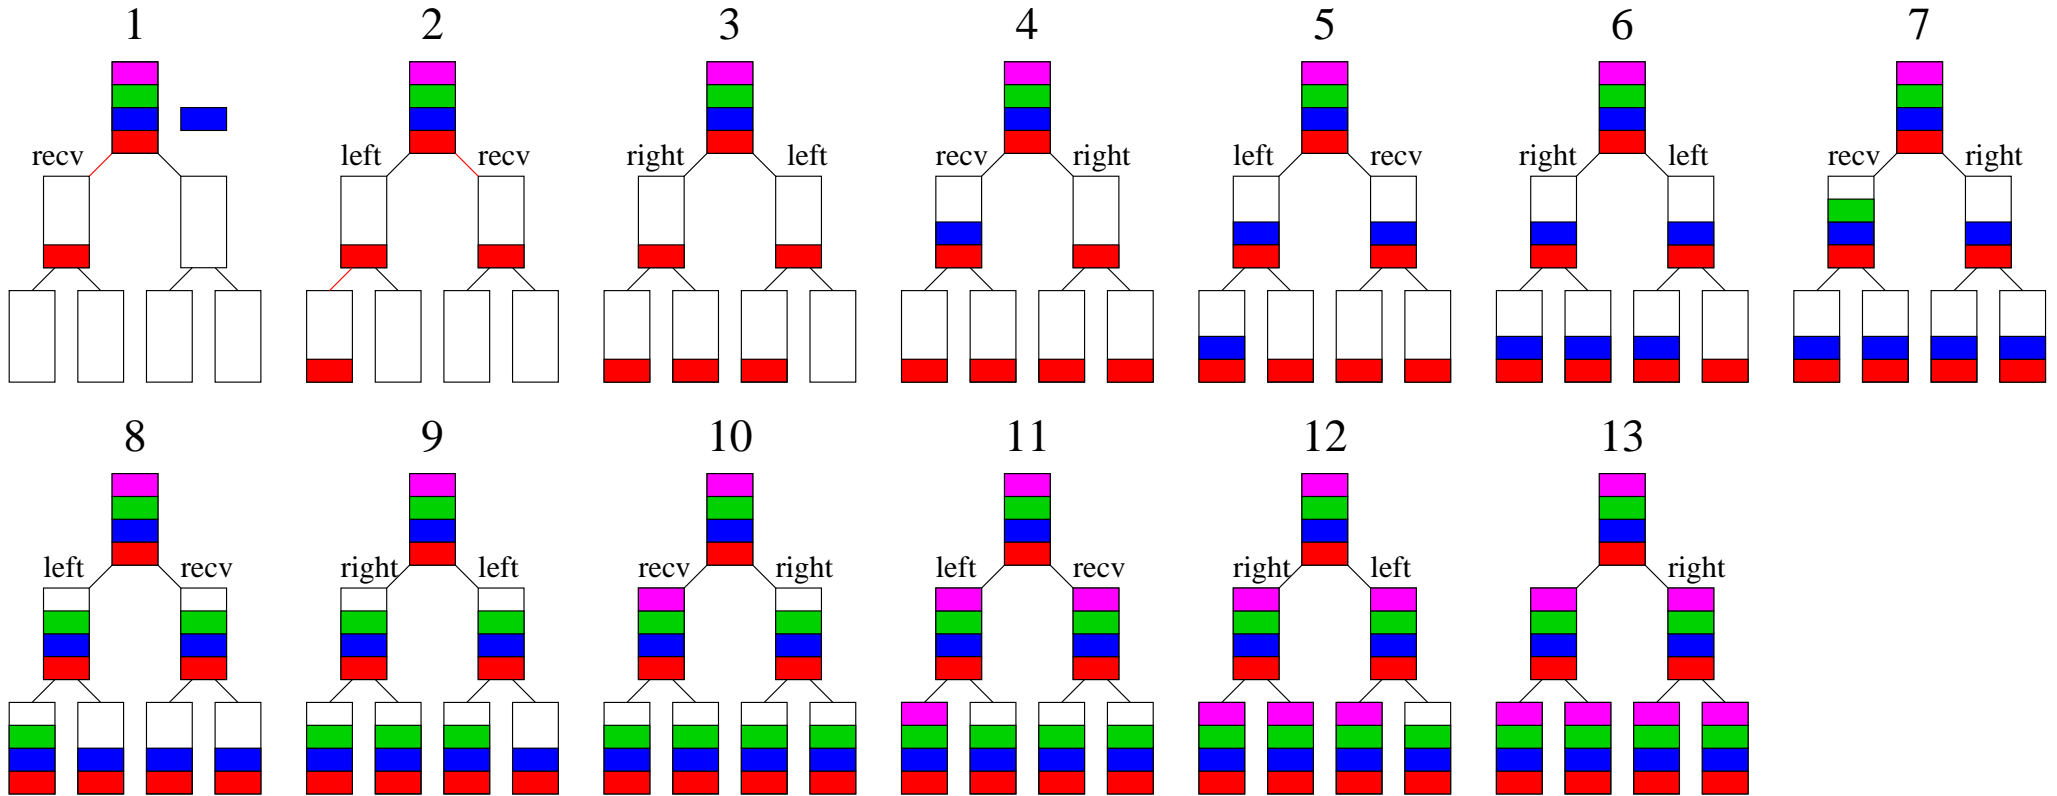 1 2 3 4 5 6 7
recv left recv right left recv right left recv right left recv right
8 9 10 11 12 13
left recv right left recv right left recv right left right